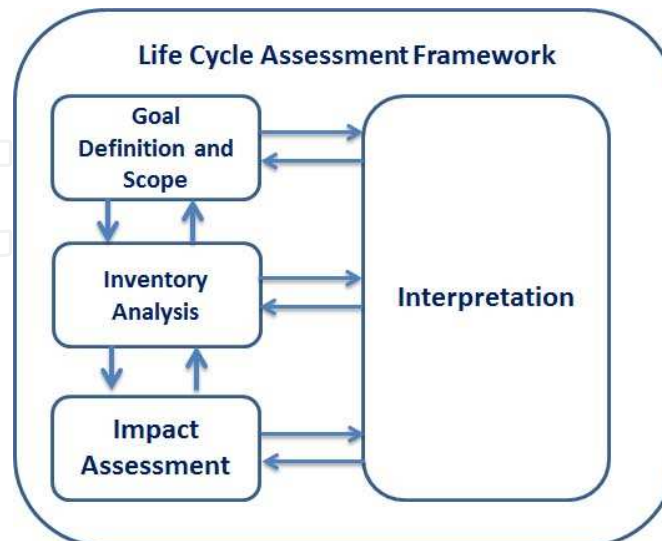 Life Cycle Assessment Framework
Goal
Definition and
Scope
Inventory
Analysis
Impact
Assessment
Interpretation